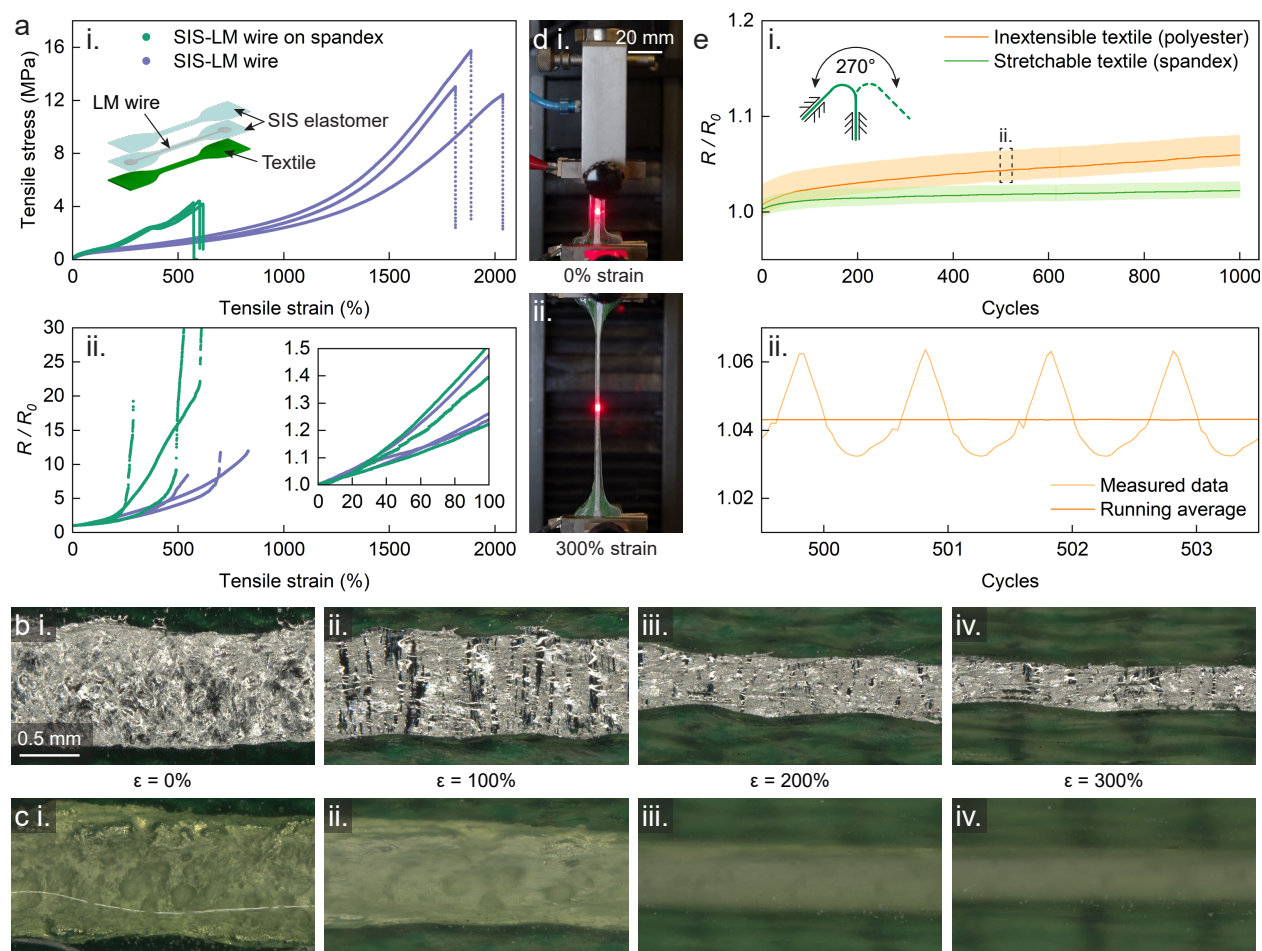 a
i.
SIS-LM wire on spandex
SIS-LM wire
LM wire
SIS elastomer
Textile
Tensile stress (MPa)
16
12
8
4
0
0 500 1000 1500 2000
Tensile strain (%)
ii.
R / R0
30
25
20
15
10
5
0
0 500 1000 1500 2000
Tensile strain (%)
1.5
1.4
1.3
1.2
1.1
1.0
0 20 40 60 80 100
d i.
20 mm
0% strain
ii.
300% strain
e
i.
Inextensible textile (polyester)
Stretchable textile (spandex)
270°
ii.
R / R0
1.2
1.1
1.0
0 200 400 600 800 1000
Cycles
ii.
1.06
1.04
1.02
R / R0
Measured data
Running average
500 501 502 503
Cycles
b i.
0.5 mm
ii.
iii.
iv.
ε = 0%
ε = 100%
ε = 200%
ε = 300%
c i.
ii.
iii.
iv.